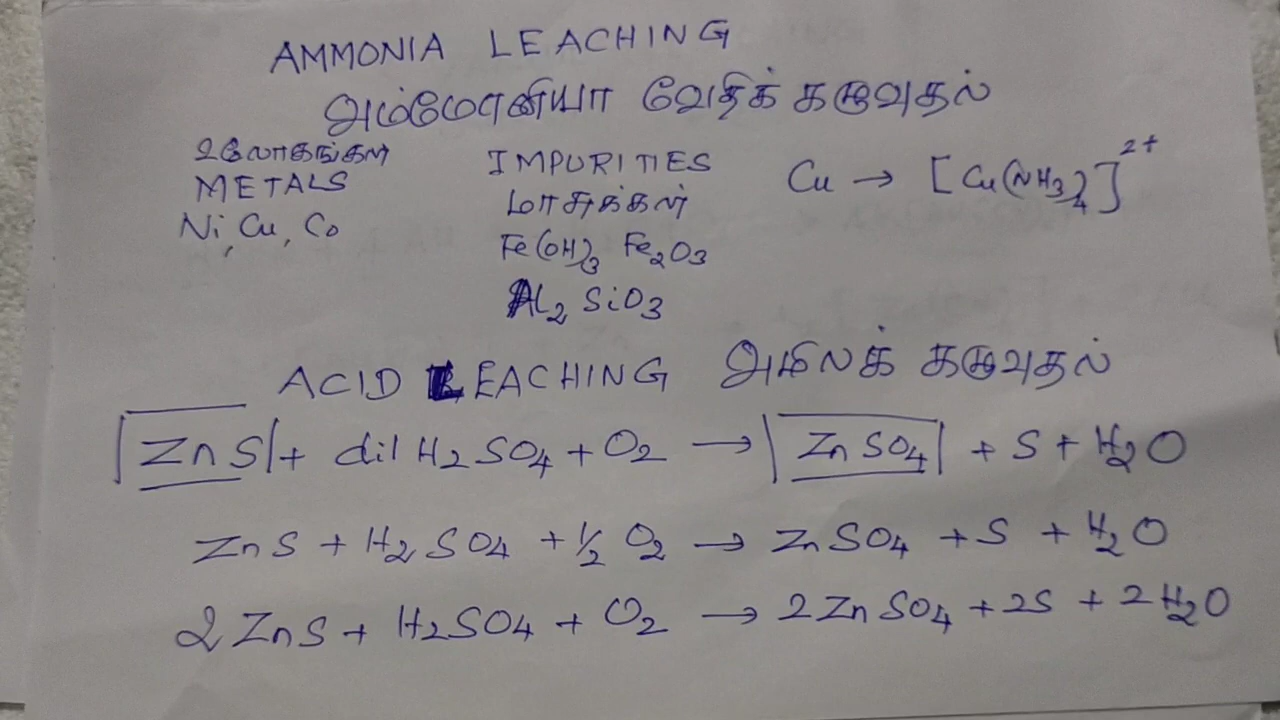 AMMONIA LEACHING
அம்மோனியா வேதிக் கழுவுதல்
உலோகங்கள்
METALS
Ni, Cu, Co
IMPURITIES
மாசுக்கள்
Fe(OH)₃ Fe₂O₃
Al₂ SiO₃
Cu → [Cu(NH₃)₄]²⁺
ACID LEACHING அமிலக் கழுவுதல்
ZnS + dil H₂SO₄ + O₂ → ZnSO₄ + S + H₂O
ZnS + H₂SO₄ + ½ O₂ → ZnSO₄ + S + H₂O
2ZnS + H₂SO₄ + O₂ → 2ZnSO₄ + 2S + 2H₂O